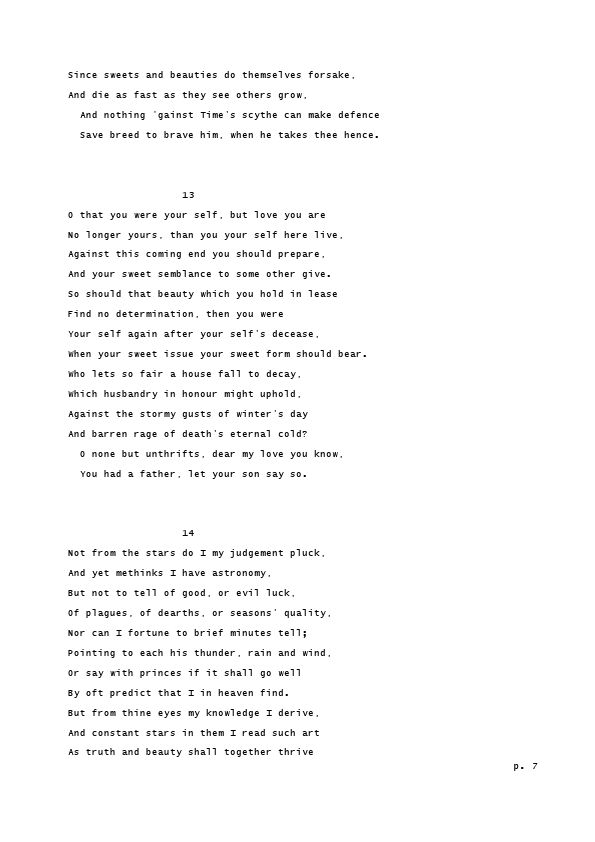 Since sweets and beauties do themselves forsake,
And die as fast as they see others grow,
And nothing 'gainst Time's scythe can make defence
Save breed to brave him, when he takes thee hence.
13
O that you were your self, but love you are
No longer yours, than you your self here live,
Against this coming end you should prepare,
And your sweet semblance to some other give.
So should that beauty which you hold in lease
Find no determination, then you were
Your self again after your self's decease,
When your sweet issue your sweet form should bear.
Who lets so fair a house fall to decay,
Which husbandry in honour might uphold,
Against the stormy gusts of winter's day
And barren rage of death's eternal cold?
O none but unthrifts, dear my love you know,
You had a father, let your son say so.
14
Not from the stars do I my judgement pluck,
And yet methinks I have astronomy,
But not to tell of good, or evil luck,
Of plagues, of dearths, or seasons' quality,
Nor can I fortune to brief minutes tell;
Pointing to each his thunder, rain and wind,
Or say with princes if it shall go well
By oft predict that I in heaven find.
But from thine eyes my knowledge I derive,
And constant stars in them I read such art
As truth and beauty shall together thrive
p. 7